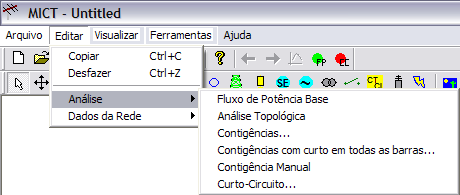 MICT - Untitled
Arquivo Editar Visualizar Ferramentas Ajuda
Copiar Ctrl+C
Desfazer Ctrl+Z
Análise
Dados da Rede
Fluxo de Potência Base
Análise Topológica
Contigências...
Contigências com curto em todas as barras...
Contigência Manual
Curto-Circuito...
? FP
SE